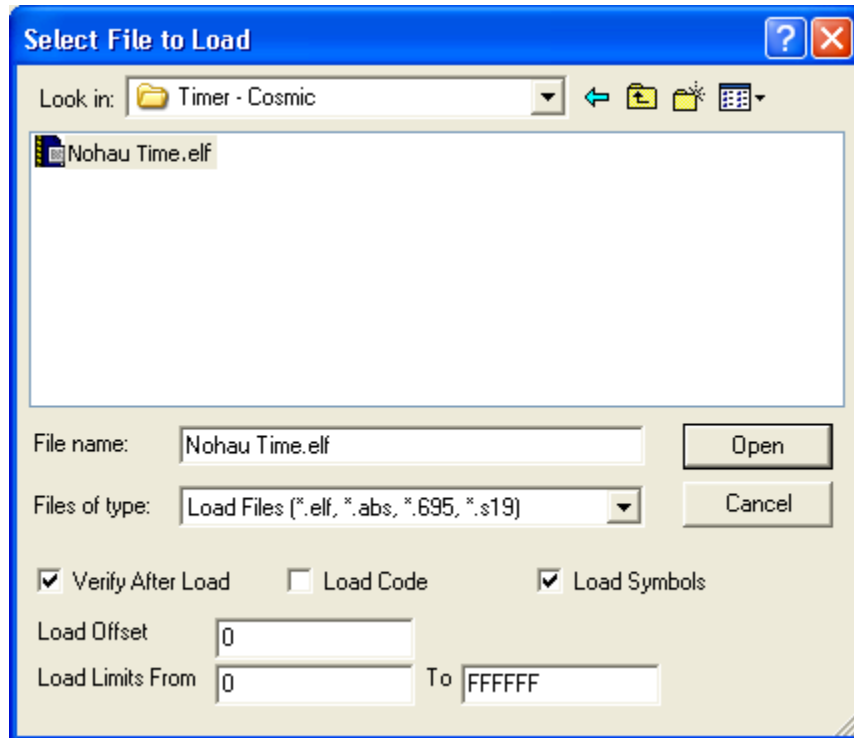 Select File to Load
Look in: Timer - Cosmic
Nohau Time.elf
File name: Nohau Time.elf Open
Files of type: Load Files (*.elf, *.abs, *.695, *.s19) Cancel
Verify After Load Load Code Load Symbols
Load Offset 0
Load Limits From 0 To FFFFFF